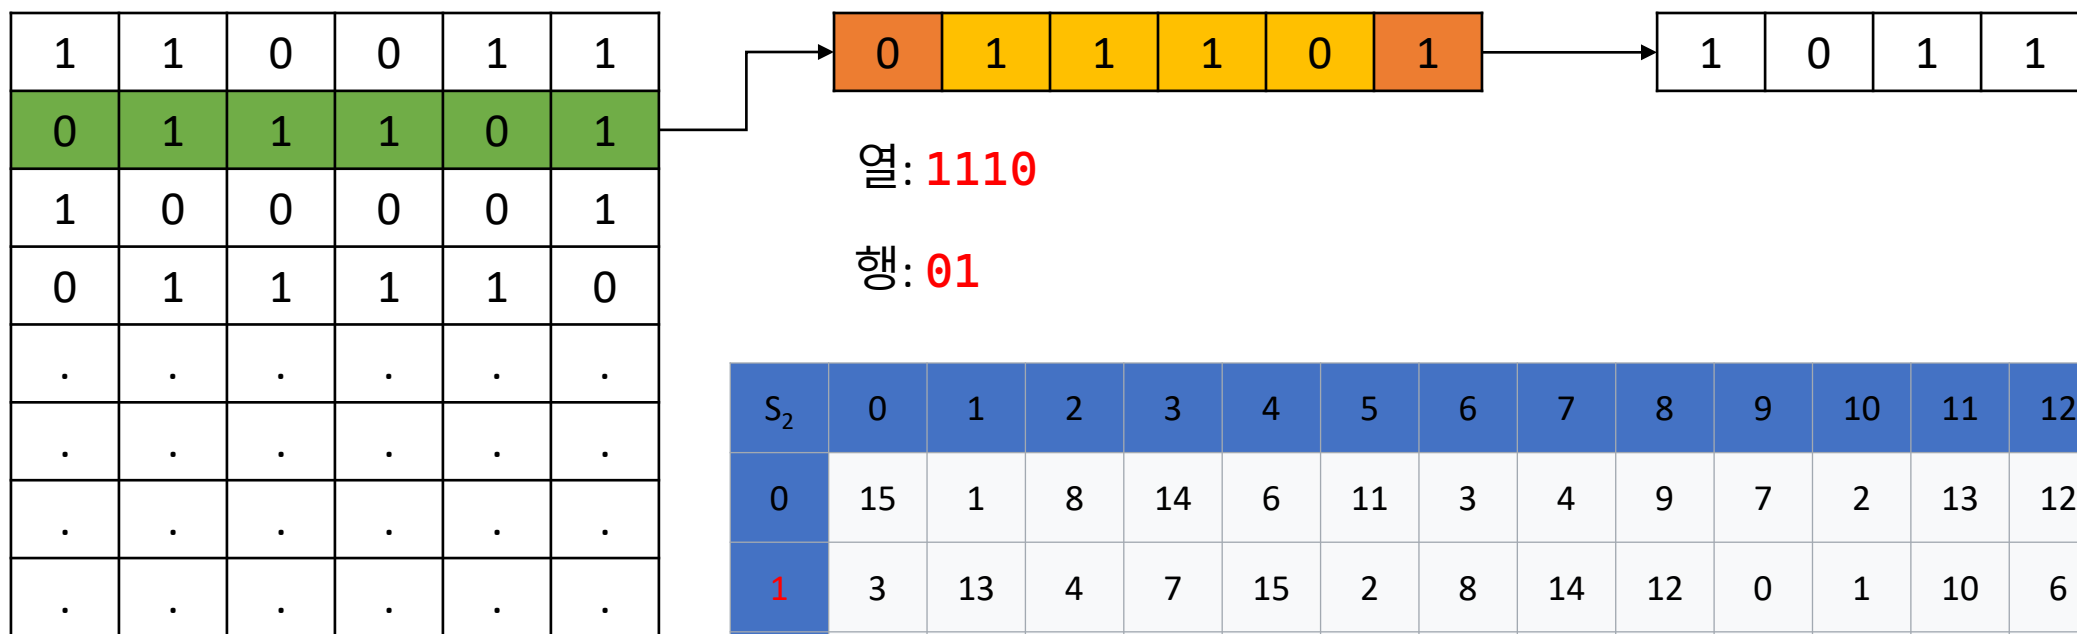 1 1 0 0 1 1
0 1 1 1 0 1
1 0 0 0 0 1
0 1 1 1 1 0
. . . . . .
. . . . . .
. . . . . .
. . . . . .
0 1 1 1 0 1
1 0 1 1
열: 1110
행: 01
S2 0 1 2 3 4 5 6 7 8 9 10 11 12
0 15 1 8 14 6 11 3 4 9 7 2 13 12
1 3 13 4 7 15 2 8 14 12 0 1 10 6